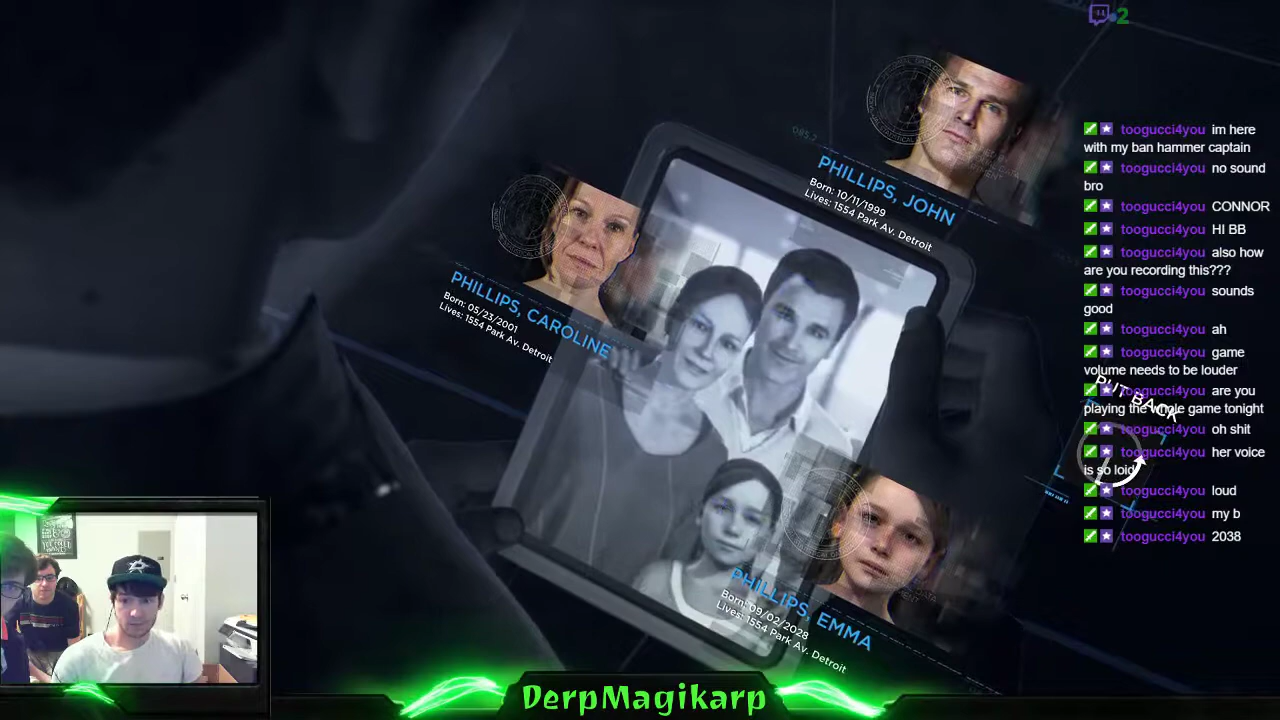 2
PHILLIPS, JOHN
Born: 10/11/1999
Lives: 1554 Park Av. Detroit
PHILLIPS, CAROLINE
Born: 05/23/2001
Lives: 1554 Park Av. Detroit
PHILLIPS, EMMA
Born: 09/02/2028
Lives: 1554 Park Av. Detroit
toogucci4you im here
with my ban hammer captain
toogucci4you no sound
bro
toogucci4you CONNOR
toogucci4you HI BB
toogucci4you also how
are you recording this???
toogucci4you sounds
good
toogucci4you ah
toogucci4you game
volume needs to be louder
toogucci4you are you
playing the whole game tonight
toogucci4you oh shit
toogucci4you her voice
is so loid
toogucci4you loud
toogucci4you my b
toogucci4you 2038
PUT BACK
L
DerpMagikarp